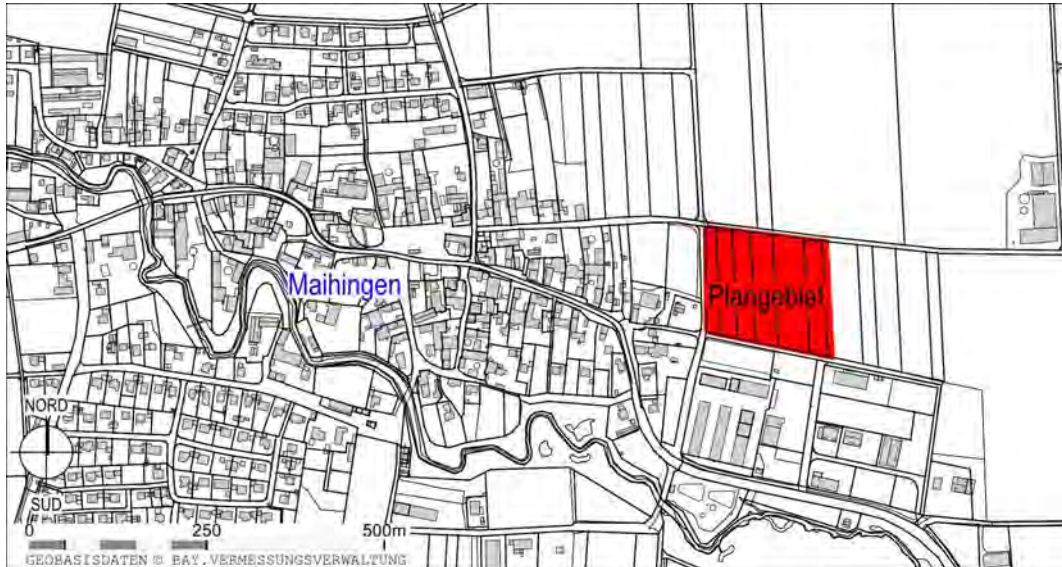 Maihingen
Plangebiet
NORD
SÜD
0 250 500m
GEOBASISDATEN © BAY.VERMESSUNGSVERWALTUNG